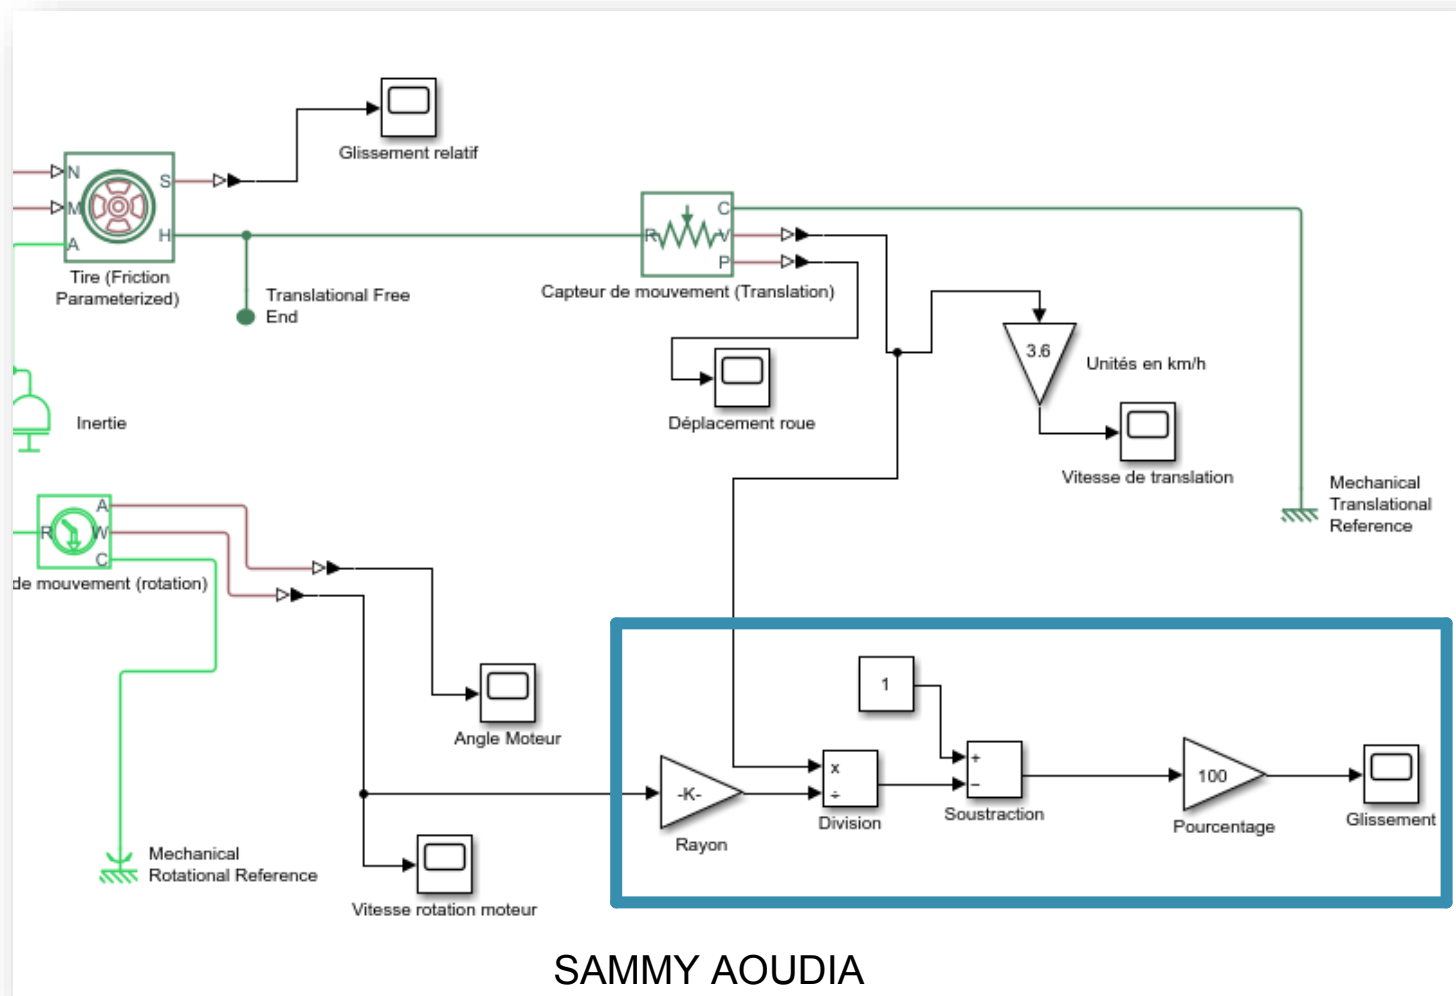 Glissement relatif
N
M
A
S
H
Tire (Friction
Parameterized)
Translational Free
End
R
C
V
P
Capteur de mouvement (Translation)
3.6
Unités en km/h
Déplacement roue
Vitesse de translation
Inertie
Mechanical
Translational
Reference
R
A
W
C
de mouvement (rotation)
Angle Moteur
1
-K-
Rayon
x
÷
Division
+
−
Soustraction
100
Pourcentage
Glissement
Mechanical
Rotational Reference
Vitesse rotation moteur
SAMMY AOUDIA